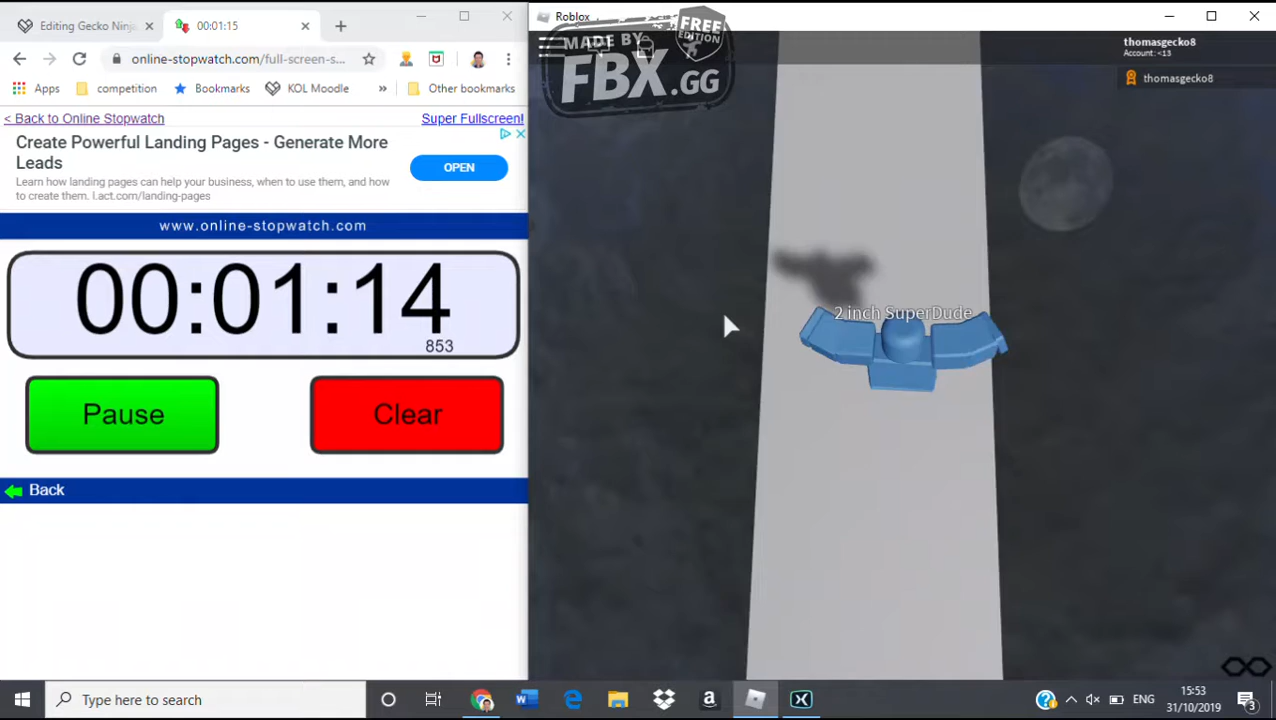 Editing Gecko Ninja
00:01:15
online-stopwatch.com/full-screen-s...
Apps
competition
Bookmarks
KOL Moodle
»
Other bookmarks
< Back to Online Stopwatch
Super Fullscreen!
Create Powerful Landing Pages - Generate More Leads
OPEN
Learn how landing pages can help your business, when to use them, and how
to create them. i.act.com/landing-pages
www.online-stopwatch.com
00:01:14
853
Pause
Clear
Back
Roblox
MADE BY
FBX.GG
FREE
EDITION
thomasgecko8
Account: <13
thomasgecko8
2 inch SuperDude
Type here to search
ENG
15:53
31/10/2019
3